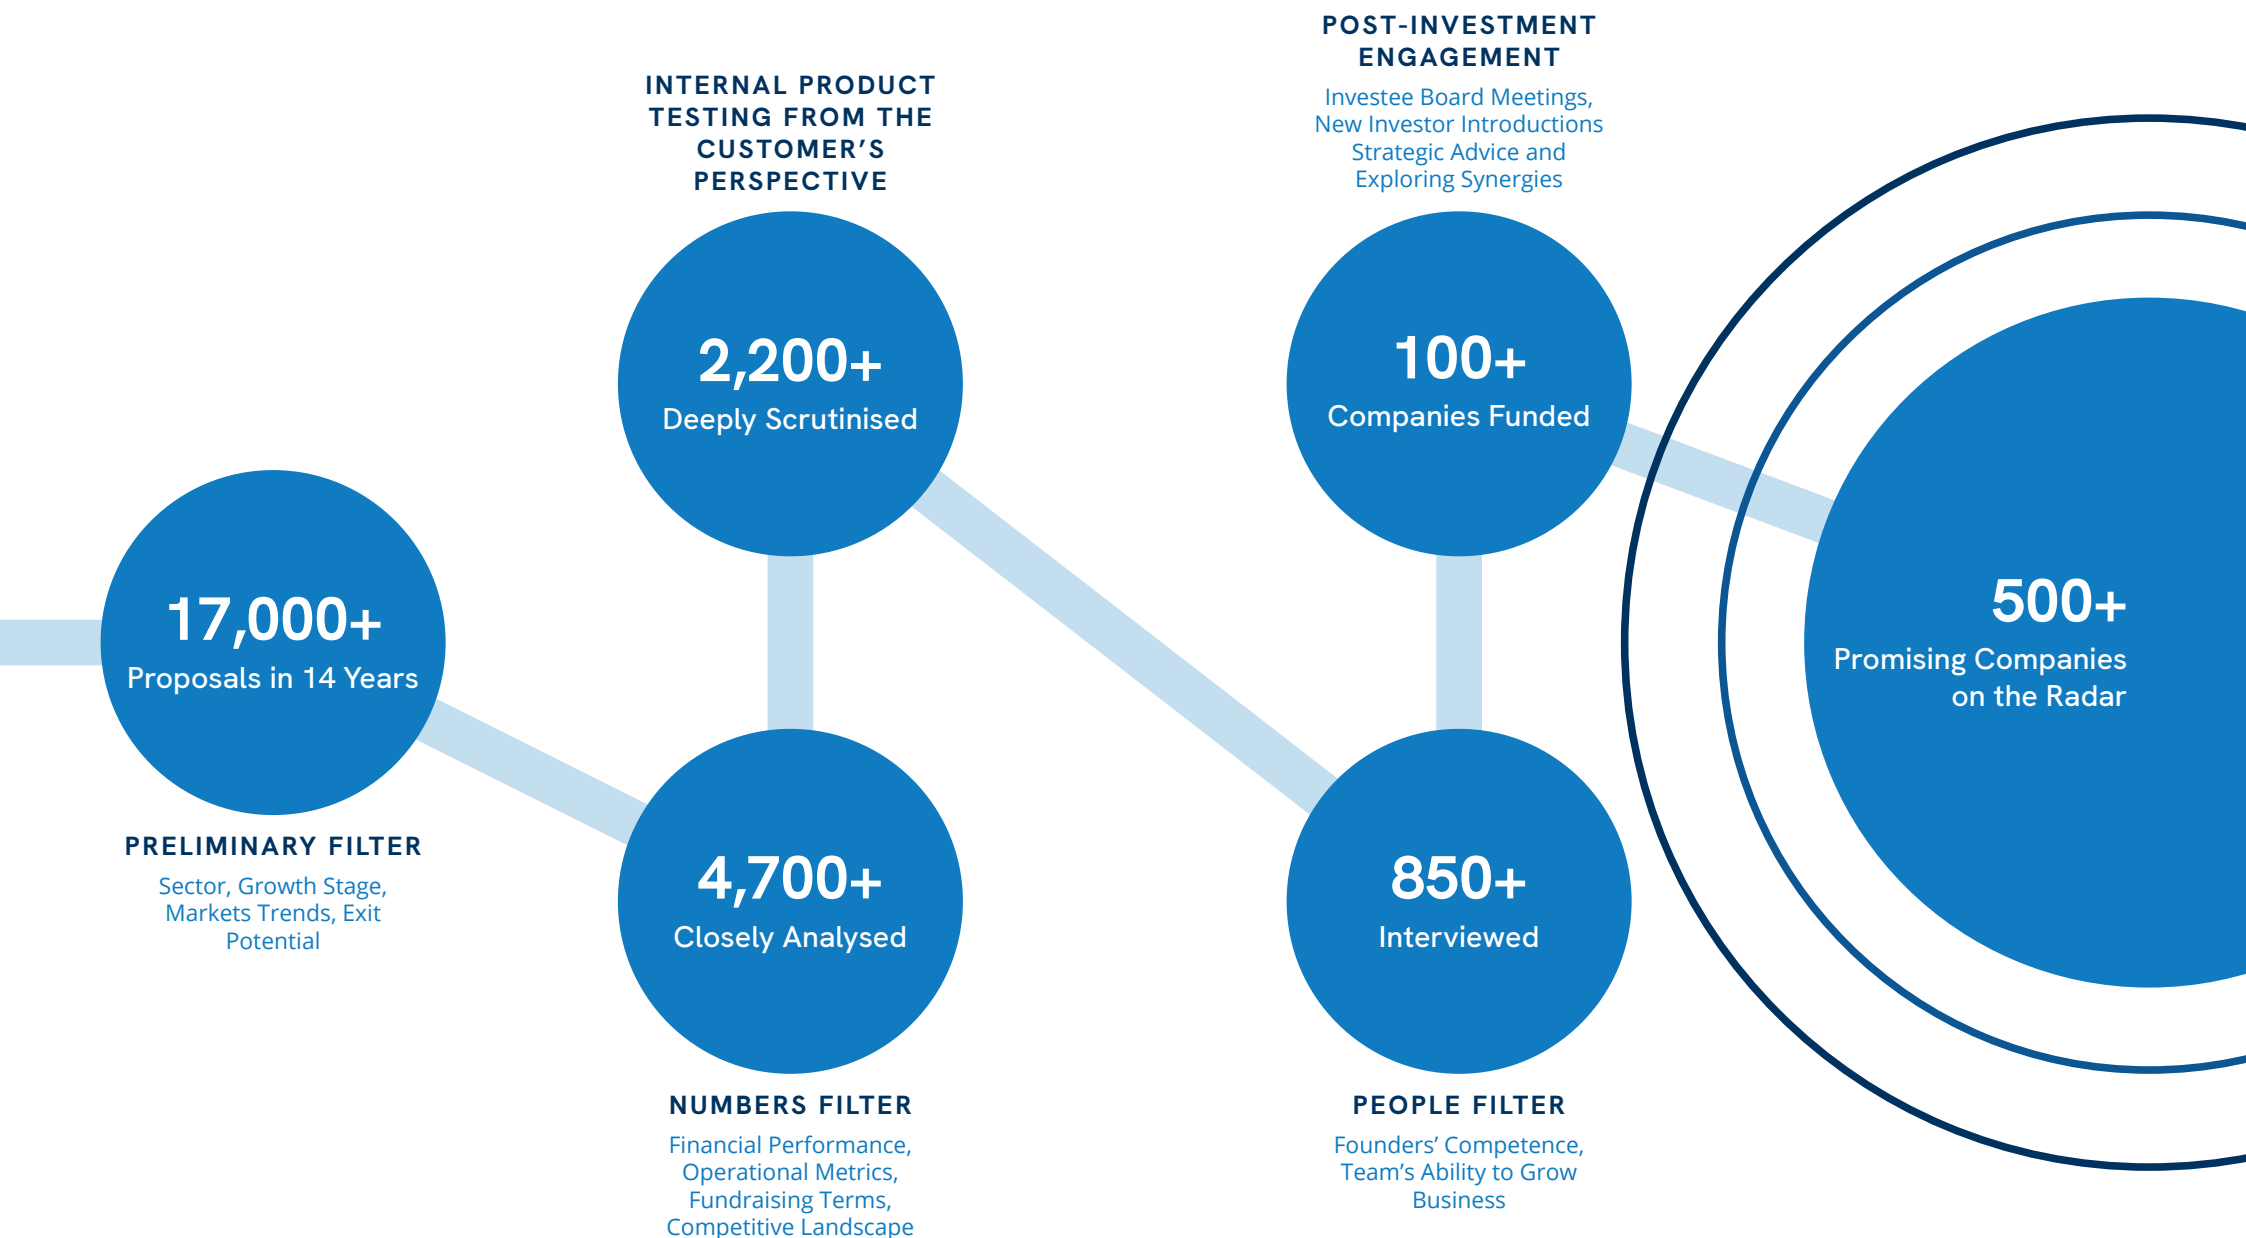 17,000+
Proposals in 14 Years
PRELIMINARY FILTER
Sector, Growth Stage,
Markets Trends, Exit
Potential
INTERNAL PRODUCT
TESTING FROM THE
CUSTOMER’S
PERSPECTIVE
2,200+
Deeply Scrutinised
4,700+
Closely Analysed
NUMBERS FILTER
Financial Performance,
Operational Metrics,
Fundraising Terms,
Competitive Landscape
POST-INVESTMENT
ENGAGEMENT
Investee Board Meetings,
New Investor Introductions
Strategic Advice and
Exploring Synergies
100+
Companies Funded
850+
Interviewed
PEOPLE FILTER
Founders’ Competence,
Team’s Ability to Grow
Business
500+
Promising Companies
on the Radar